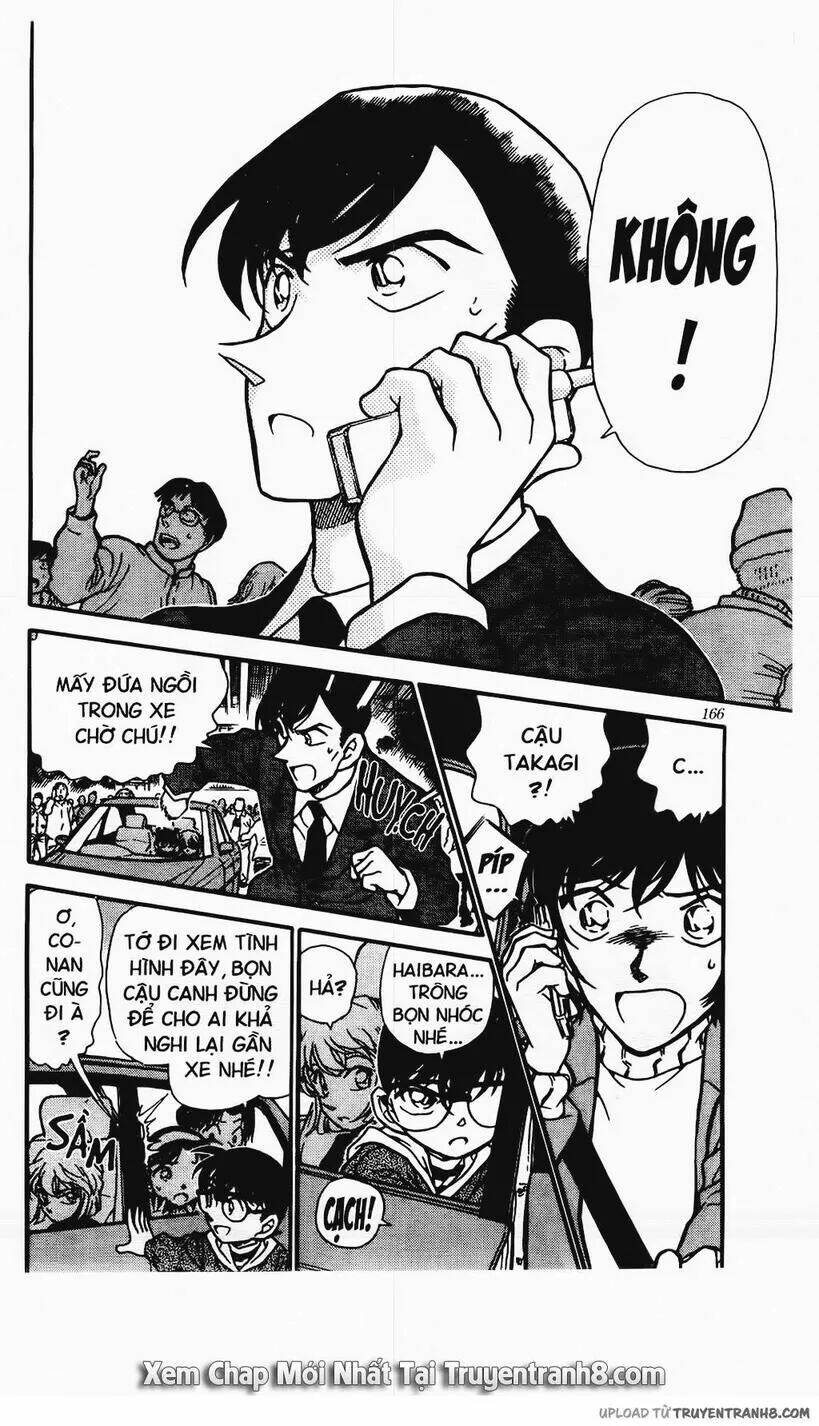 KHÔNG
!
166
CẬU
TAKAGI
?!
C...
PÍP
...
MẤY ĐỨA NGỒI
TRONG XE
CHỜ CHÚ!!
HUỴCH
HAIBARA...
TRÔNG
BỌN NHÓC
NHÉ...
HẢ?
CẠCH!
TỚ ĐI XEM TÌNH
HÌNH ĐÂY, BỌN
CẬU CANH ĐỪNG
ĐỂ CHO AI KHẢ
NGHI LẠI GẦN
XE NHÉ!!
Ơ,
CO-
NAN
CŨNG
ĐI À
?
SẦM
Xem Chap Mới Nhất Tại Truyentranh8.com
UPLOAD TỪ TRUYENTRANH8.COM